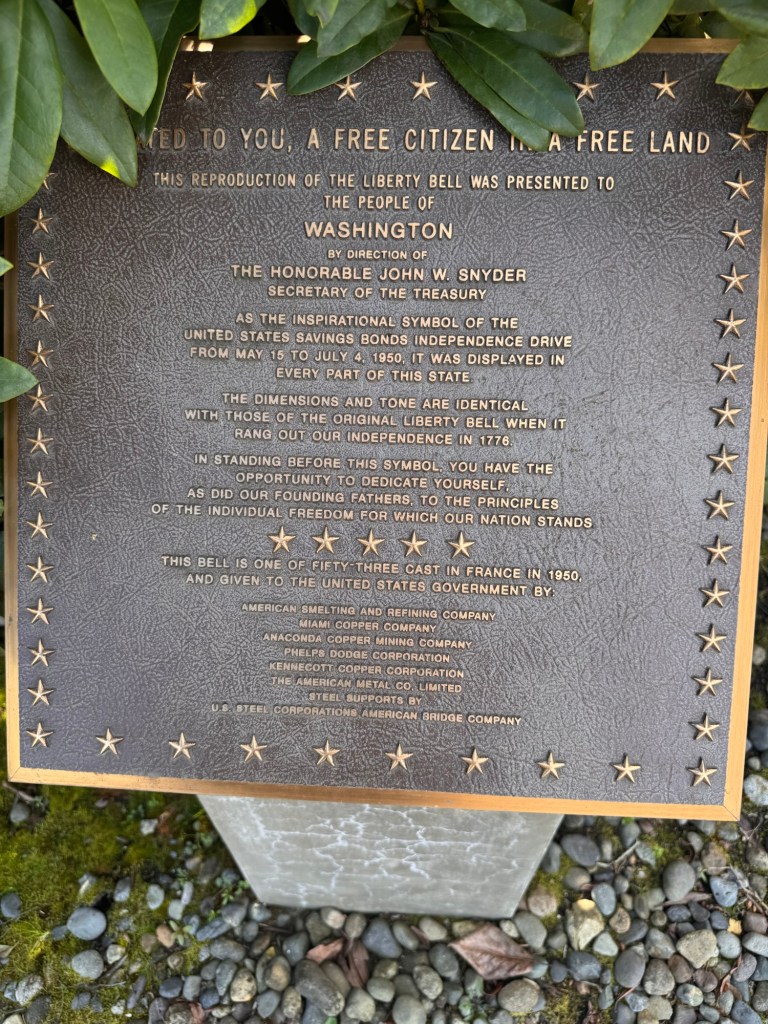 TED TO YOU, A FREE CITIZEN IN A FREE LAND
THIS REPRODUCTION OF THE LIBERTY BELL WAS PRESENTED TO
THE PEOPLE OF
WASHINGTON
BY DIRECTION OF
THE HONORABLE JOHN W. SNYDER
SECRETARY OF THE TREASURY
AS THE INSPIRATIONAL SYMBOL OF THE
UNITED STATES SAVINGS BONDS INDEPENDENCE DRIVE
FROM MAY 15 TO JULY 4, 1950, IT WAS DISPLAYED IN
EVERY PART OF THIS STATE.
THE DIMENSIONS AND TONE ARE IDENTICAL
WITH THOSE OF THE ORIGINAL LIBERTY BELL WHEN IT
RANG OUT OUR INDEPENDENCE IN 1776.
IN STANDING BEFORE THIS SYMBOL, YOU HAVE THE
OPPORTUNITY TO DEDICATE YOURSELF,
AS DID OUR FOUNDING FATHERS, TO THE PRINCIPLES
OF THE INDIVIDUAL FREEDOM FOR WHICH OUR NATION STANDS
THIS BELL IS ONE OF FIFTY-THREE CAST IN FRANCE IN 1950,
AND GIVEN TO THE UNITED STATES GOVERNMENT BY:
AMERICAN SMELTING AND REFINING COMPANY
MIAMI COPPER COMPANY
ANACONDA COPPER MINING COMPANY
PHELPS DODGE CORPORATION
KENNECOTT COPPER CORPORATION
THE AMERICAN METAL CO. LIMITED
STEEL SUPPORTS BY
U.S. STEEL CORPORATIONS AMERICAN BRIDGE COMPANY